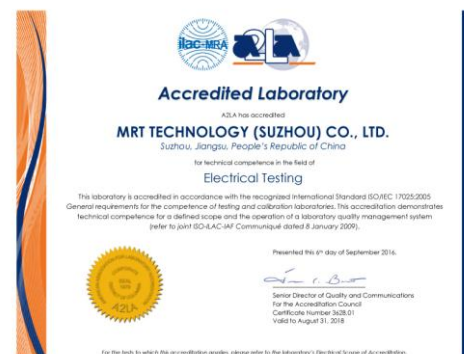 ilac-MRA
A2LA
Accredited Laboratory
A2LA has accredited
MRT TECHNOLOGY (SUZHOU) CO., LTD.
Suzhou, Jiangsu, People's Republic of China
for technical competence in the field of
Electrical Testing
This laboratory is accredited in accordance with the recognized International Standard ISO/IEC 17025:2005
General requirements for the competence of testing and calibration laboratories. This accreditation demonstrates
technical competence for a defined scope and the operation of a laboratory quality management system
(refer to joint ISO-ILAC-IAF Communiqué dated 8 January 2009).
Presented this 6th day of September 2016.
Senior Director of Quality and Communications
For the Accreditation Council
Certificate Number 3628.01
Valid to August 31, 2018
A2LA
For the tests to which this accreditation applies, please refer to the laboratory's Electrical Scope of Accreditation.